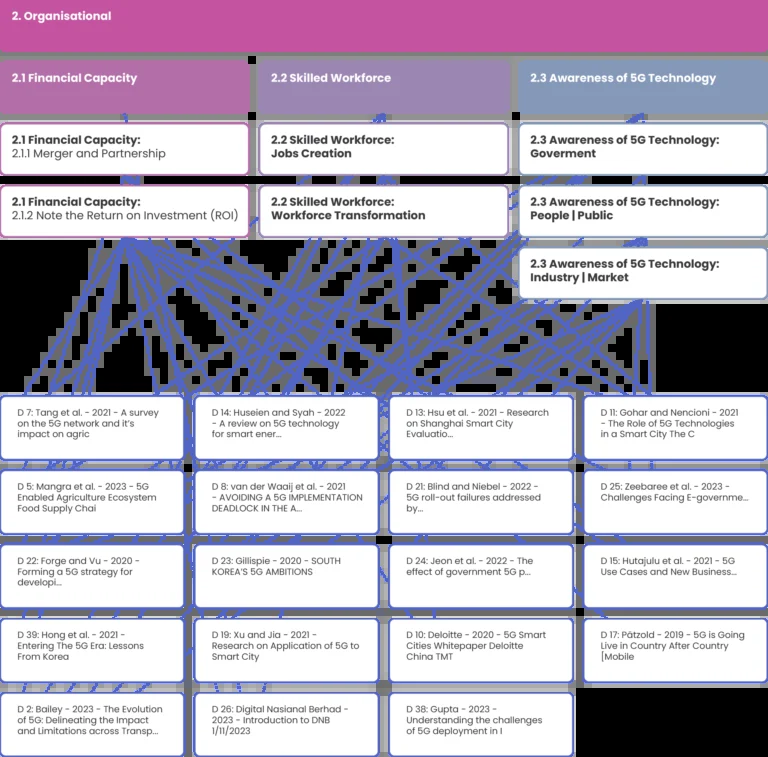 2. Organisational
2.1 Financial Capacity
2.2 Skilled Workforce
2.3 Awareness of 5G Technology
2.1 Financial Capacity:
2.1.1 Merger and Partnership
2.2 Skilled Workforce:
Jobs Creation
2.3 Awareness of 5G Technology:
Goverment
2.1 Financial Capacity:
2.1.2 Note the Return on Investment (ROI)
2.2 Skilled Workforce:
Workforce Transformation
2.3 Awareness of 5G Technology:
People | Public
2.3 Awareness of 5G Technology:
Industry | Market
D 7: Tang et al. - 2021 - A survey
on the 5G network and it's
impact on agric
D 14: Huseien and Syah - 2022
- A review on 5G technology
for smart ener...
D 13: Hsu et al. - 2021 - Research
on Shanghai Smart City
Evaluatio...
D 11: Gohar and Nencioni - 2021
- The Role of 5G Technologies
in a Smart City The C
D 5: Mangra et al. - 2023 - 5G
Enabled Agriculture Ecosystem
Food Supply Chai
D 8: van der Waaij et al. - 2021
- AVOIDING A 5G IMPLEMENTATION
DEADLOCK IN THE A...
D 21: Blind and Niebel - 2022 -
5G roll-out failures addressed
by...
D 25: Zeebaree et al. - 2023 -
Challenges Facing E-governme...
D 22: Forge and Vu - 2020 -
Forming a 5G strategy for
developi...
D 23: Gillispie - 2020 - SOUTH
KOREA'S 5G AMBITIONS
D 24: Jeon et al. - 2022 - The
effect of government 5G p...
D 15: Hutajulu et al. - 2021 - 5G
Use Cases and New Business...
D 39: Hong et al. - 2021 -
Entering The 5G Era: Lessons
From Korea
D 19: Xu and Jia - 2021 -
Research on Application of 5G to
Smart City
D 10: Deloitte - 2020 - 5G Smart
Cities Whitepaper Deloitte
China TMT
D 17: Pätzold - 2019 - 5G is Going
Live in Country After Country
[Mobile
D 2: Bailey - 2023 - The Evolution
of 5G: Delineating the Impact
and Limitations across Transp...
D 26: Digital Nasianal Berhad -
2023 - Introduction to DNB
1/11/2023
D 38: Gupta - 2023 -
Understanding the challenges
of 5G deployment in I